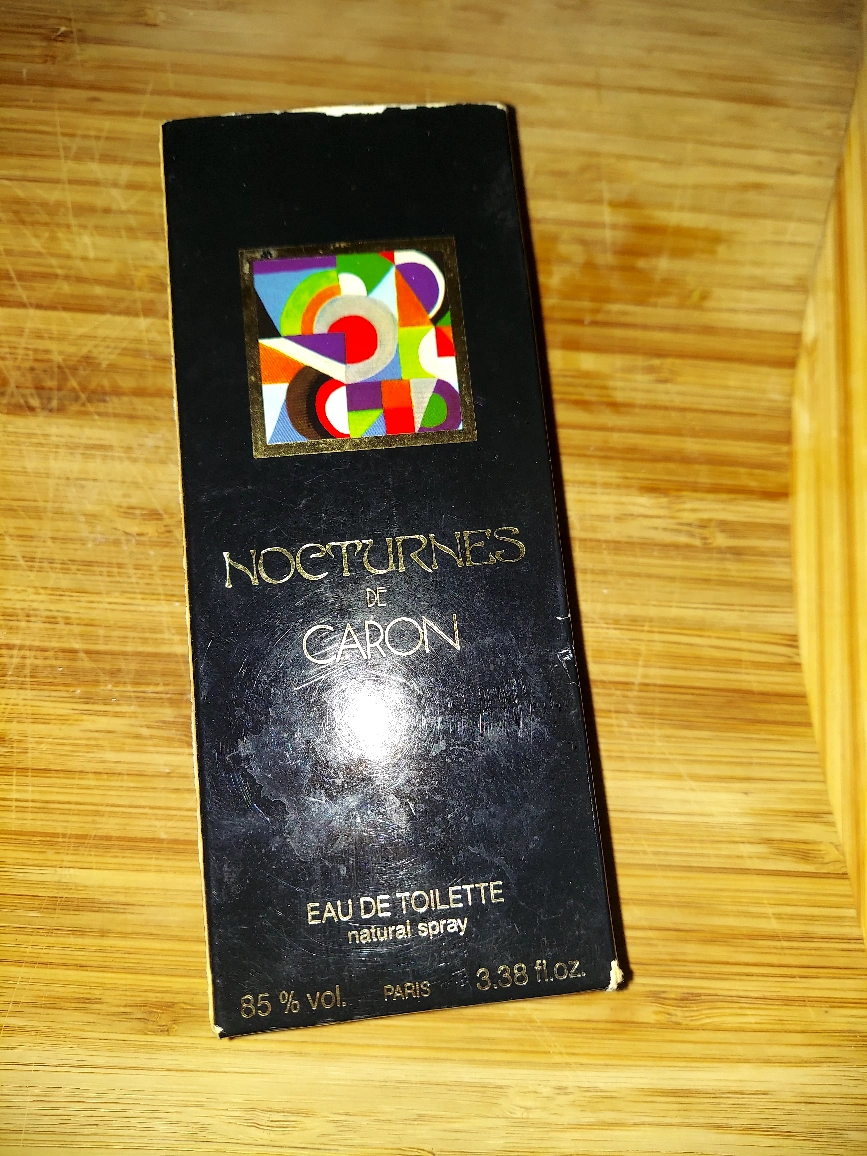 NOCTURNES
DE
CARON
EAU DE TOILETTE
natural spray
85 % vol. PARIS 3.38 fl.oz.